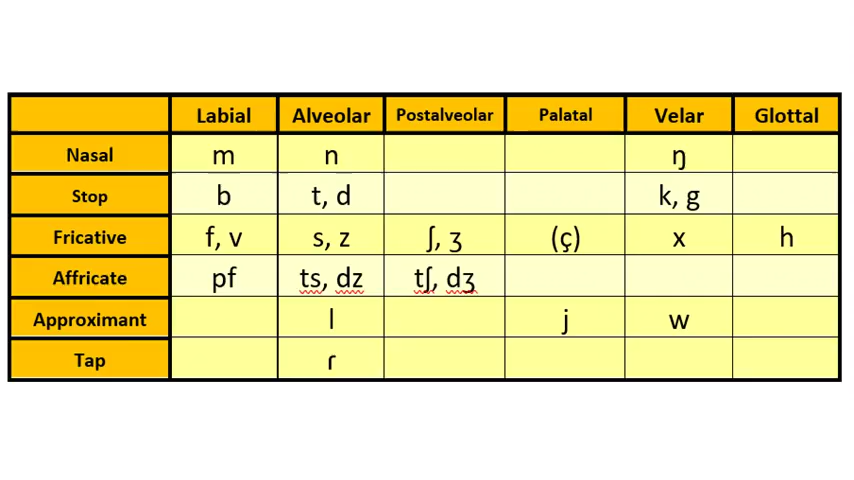 Labial Alveolar Postalveolar Palatal Velar Glottal
Nasal m n ŋ
Stop b t, d k, g
Fricative f, v s, z ʃ, ʒ (ç) x h
Affricate pf ts, dz tʃ, dʒ
Approximant l j w
Tap ɾ